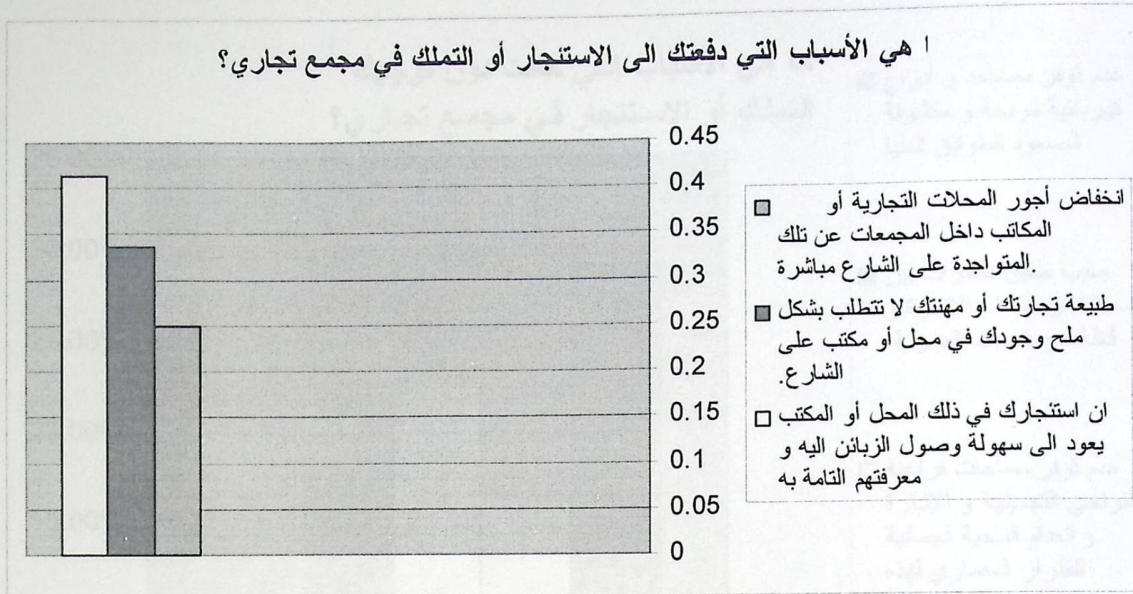 هي الأسباب التي دفعتك الى الاستئجار أو التملك في مجمع تجاري؟
0.45
0.4
0.35
0.3
0.25
0.2
0.15
0.1
0.05
0
انخفاض أجور المحلات التجارية أو
المكاتب داخل المجمعات عن تلك
المتواجدة على الشارع مباشرة
طبيعة تجارتك أو مهنتك لا تتطلب بشكل
ملح وجودك في محل أو مكتب على
الشارع.
ان استئجارك في ذلك المحل أو المكتب
يعود الى سهولة وصول الزبائن اليه و
معرفتهم التامة به